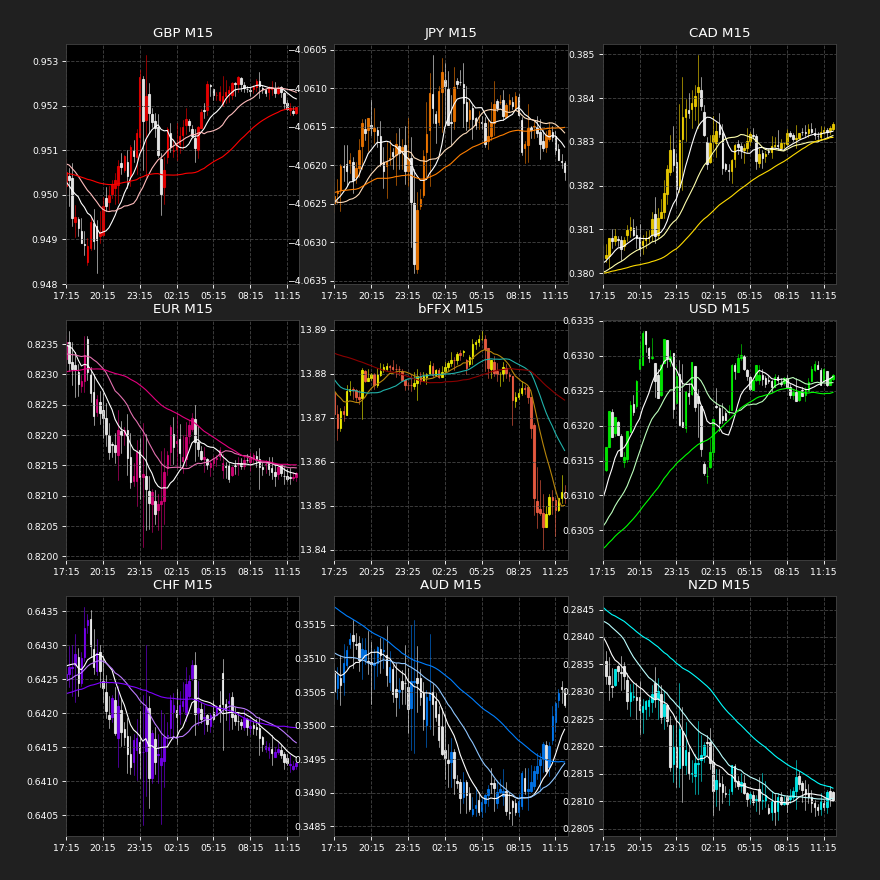 GBP M15 JPY M15 CAD M15
0.953 −4.0605 0.385
0.952 −4.0610 0.384
0.951 −4.0615 0.383
0.950 −4.0620 0.382
0.949 −4.0625 0.381
0.948 −4.0630 0.380
−4.0635
17:15 20:15 23:15 02:15 05:15 08:15 11:15 17:15 20:15 23:15 02:15 05:15 08:15 11:15 17:15 20:15 23:15 02:15 05:15 08:15 11:15
EUR M15 bFFX M15 USD M15
0.8235 13.89 0.6335
0.8230 13.88 0.6330
0.8225 13.87 0.6325
0.8220 13.86 0.6320
0.8215 13.85 0.6315
0.8210 13.84 0.6310
0.8205 0.6305
0.8200
17:15 20:15 23:15 02:15 05:15 08:15 11:15 17:25 20:25 23:25 02:25 05:25 08:25 11:25 17:15 20:15 23:15 02:15 05:15 08:15 11:15
CHF M15 AUD M15 NZD M15
0.6435 0.3515 0.2845
0.6430 0.3510 0.2840
0.6425 0.3505 0.2835
0.6420 0.3500 0.2830
0.6415 0.3495 0.2825
0.6410 0.3490 0.2820
0.6405 0.3485 0.2815
0.2810
0.2805
17:15 20:15 23:15 02:15 05:15 08:15 11:15 17:15 20:15 23:15 02:15 05:15 08:15 11:15 17:15 20:15 23:15 02:15 05:15 08:15 11:15